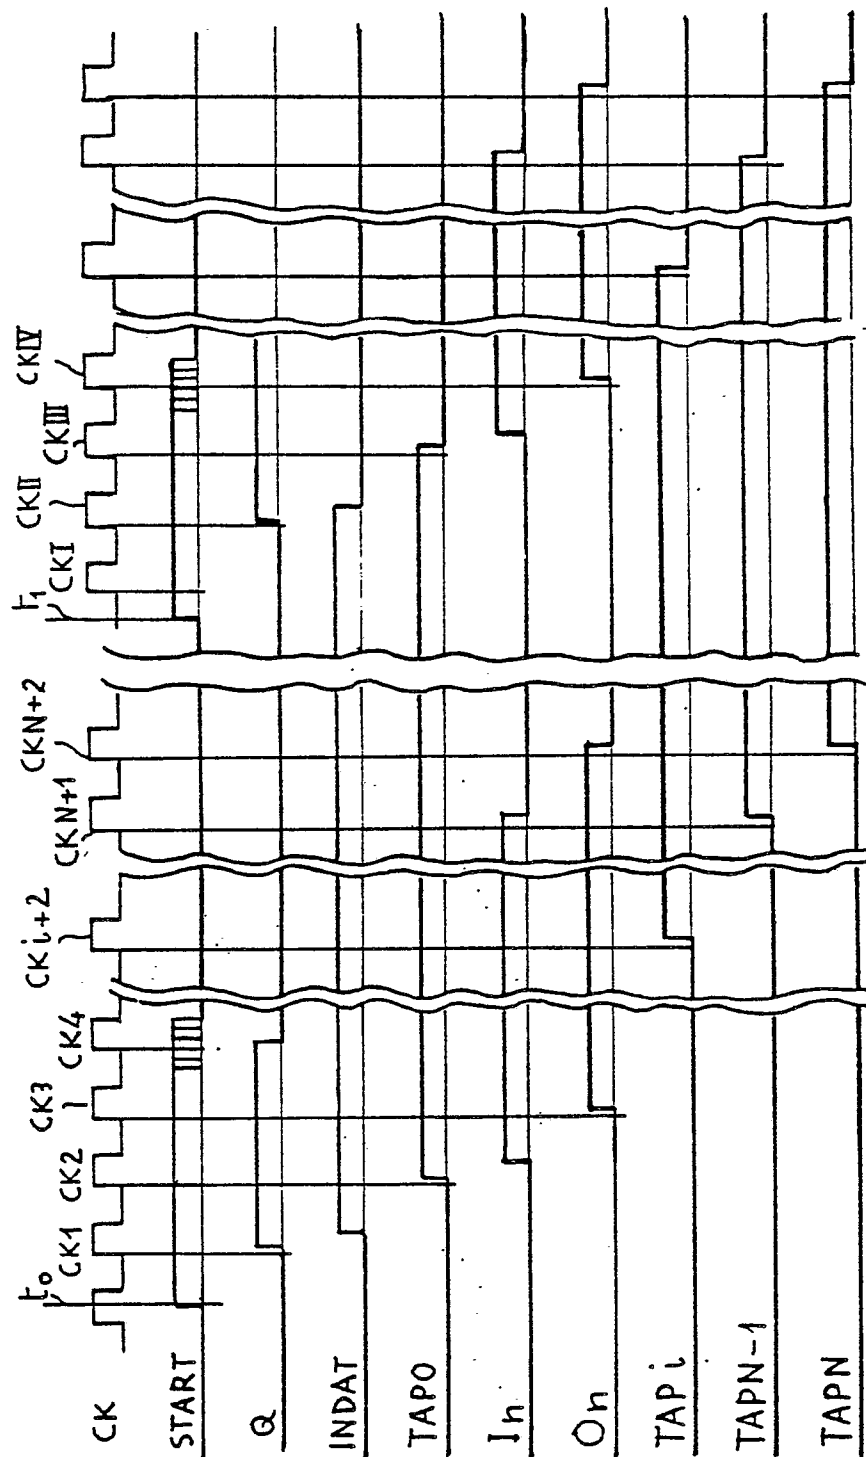 CK
START
Q
INDAT
TAP0
In
On
TAPi
TAPN-1
TAPN
t0
CK1
CK2
CK3
CK4
CKi+2
CKN+1
CKN+2
t1
CKI
CKII
CKIII
CKIV